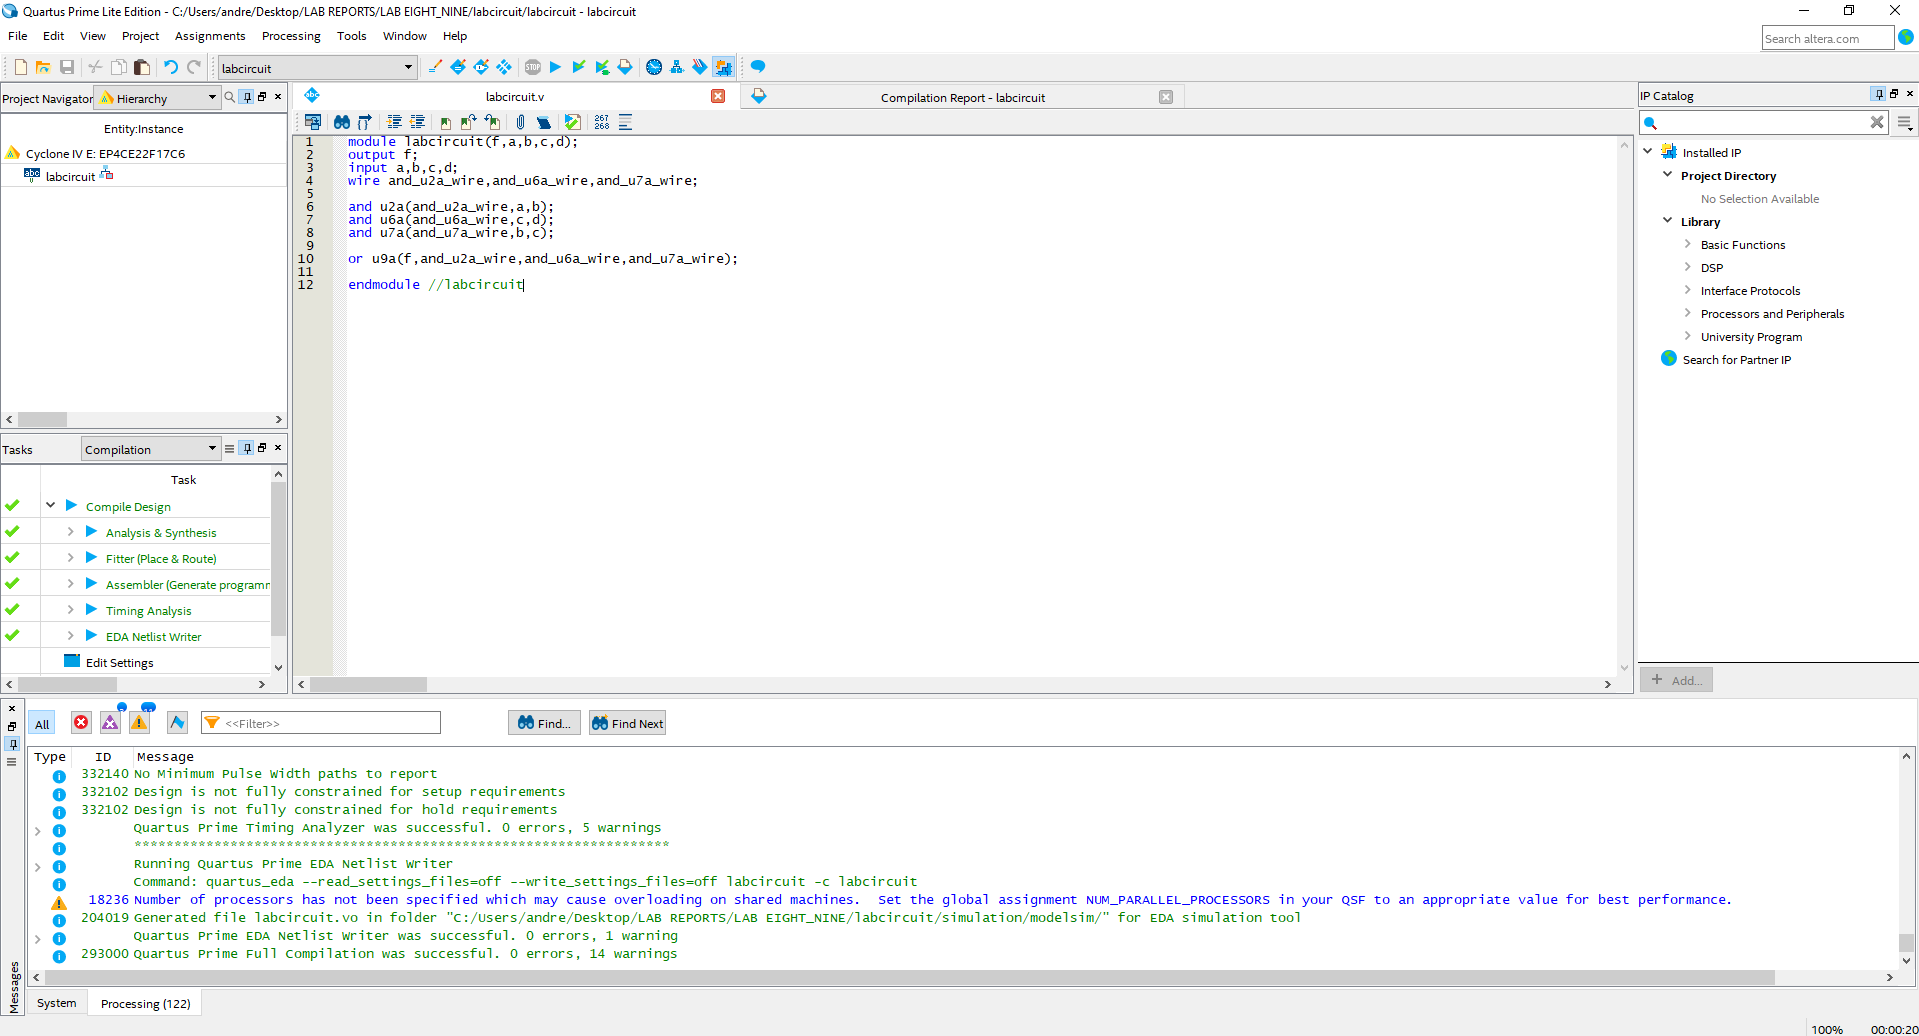 Quartus Prime Lite Edition - C:/Users/andre/Desktop/LAB REPORTS/LAB EIGHT_NINE/labcircuit/labcircuit - labcircuit
File Edit View Project Assignments Processing Tools Window Help
Search altera.com
labcircuit
STOP
Project Navigator Hierarchy
Entity:Instance
Cyclone IV E: EP4CE22F17C6
abc labcircuit
Tasks Compilation
Task
Compile Design
Analysis & Synthesis
Fitter (Place & Route)
Assembler (Generate programm
Timing Analysis
EDA Netlist Writer
Edit Settings
abc labcircuit.v
Compilation Report - labcircuit
267
268
1 module labcircuit(f,a,b,c,d);
2 output f;
3 input a,b,c,d;
4 wire and_u2a_wire,and_u6a_wire,and_u7a_wire;
5
6 and u2a(and_u2a_wire,a,b);
7 and u6a(and_u6a_wire,c,d);
8 and u7a(and_u7a_wire,b,c);
9
10 or u9a(f,and_u2a_wire,and_u6a_wire,and_u7a_wire);
11
12 endmodule //labcircuit
IP Catalog
Installed IP
Project Directory
No Selection Available
Library
Basic Functions
DSP
Interface Protocols
Processors and Peripherals
University Program
Search for Partner IP
+ Add...
All <<Filter>> Find... Find Next
Type ID Message
332140 No Minimum Pulse Width paths to report
332102 Design is not fully constrained for setup requirements
332102 Design is not fully constrained for hold requirements
Quartus Prime Timing Analyzer was successful. 0 errors, 5 warnings
*******************************************************************
Running Quartus Prime EDA Netlist Writer
Command: quartus_eda --read_settings_files=off --write_settings_files=off labcircuit -c labcircuit
18236 Number of processors has not been specified which may cause overloading on shared machines.  Set the global assignment NUM_PARALLEL_PROCESSORS in your QSF to an appropriate value for best performance.
204019 Generated file labcircuit.vo in folder "C:/Users/andre/Desktop/LAB REPORTS/LAB EIGHT_NINE/labcircuit/simulation/modelsim/" for EDA simulation tool
Quartus Prime EDA Netlist Writer was successful. 0 errors, 1 warning
293000 Quartus Prime Full Compilation was successful. 0 errors, 14 warnings
Messages
System Processing (122)
100% 00:00:20